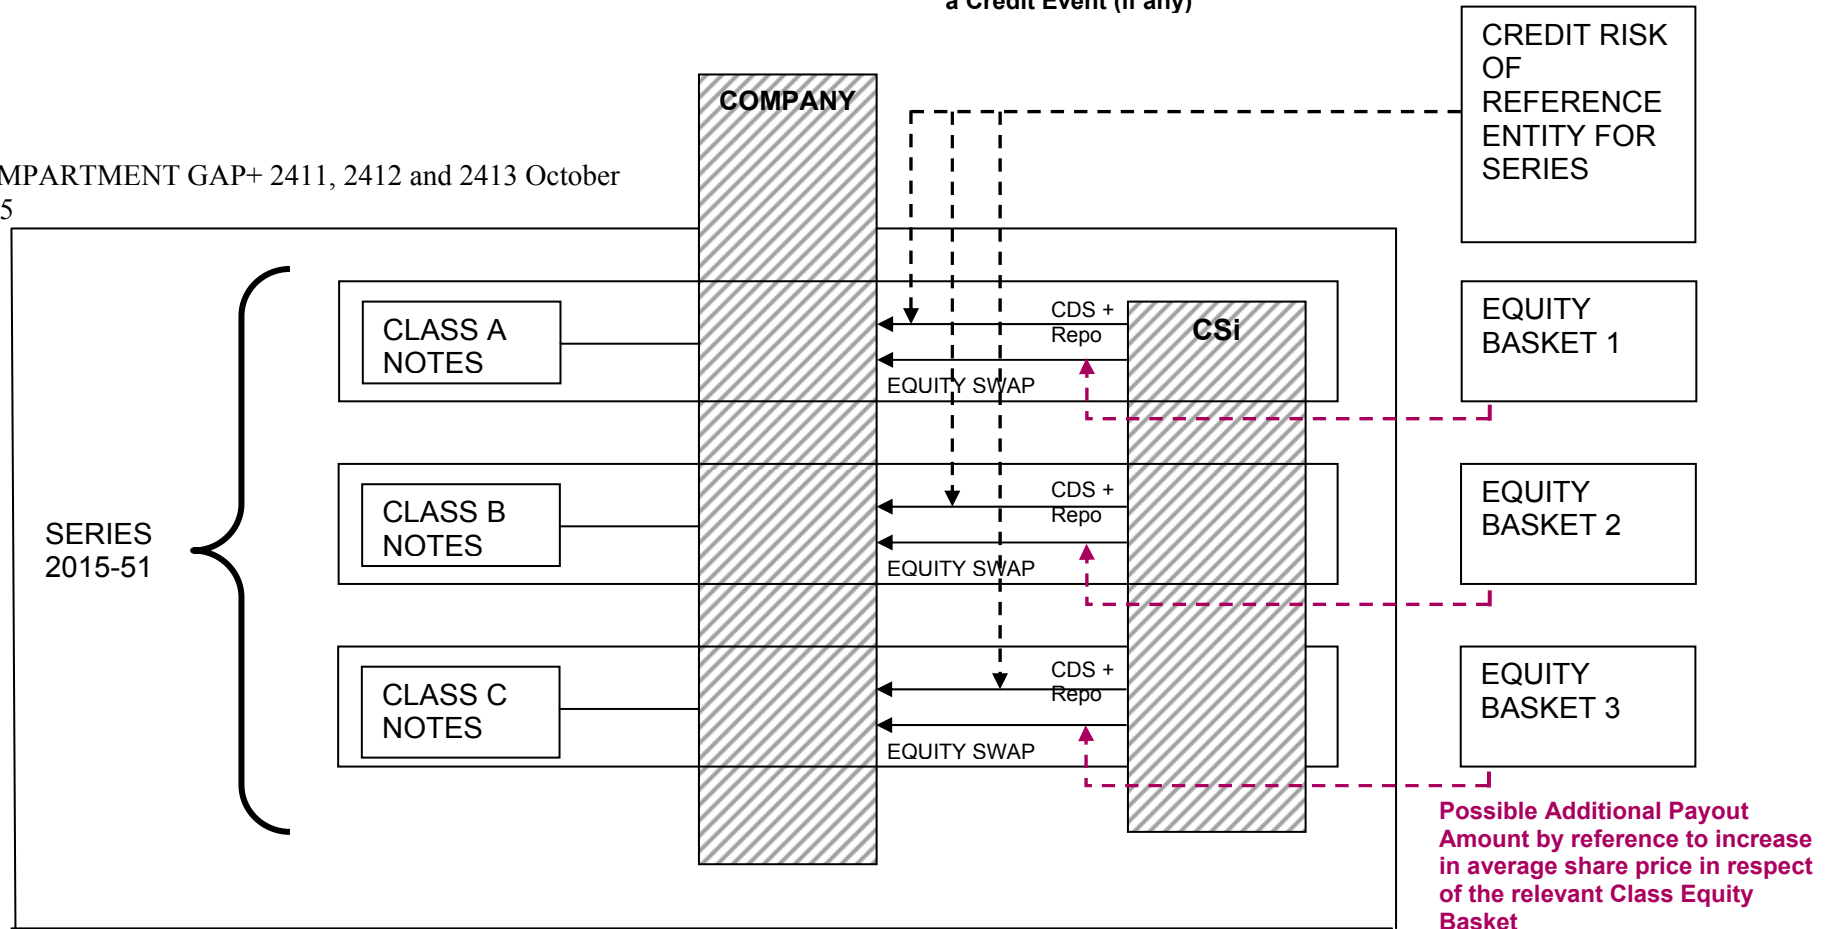 a Credit Event (if any)
CREDIT RISK
OF
REFERENCE
ENTITY FOR
SERIES
COMPANY
MPARTMENT GAP+ 2411, 2412 and 2413 October
5
CLASS A
NOTES
CDS +
Repo
EQUITY SWAP
CSi
EQUITY
BASKET 1
SERIES
2015-51
CLASS B
NOTES
CDS +
Repo
EQUITY SWAP
EQUITY
BASKET 2
CLASS C
NOTES
CDS +
Repo
EQUITY SWAP
EQUITY
BASKET 3
Possible Additional Payout
Amount by reference to increase
in average share price in respect
of the relevant Class Equity
Basket